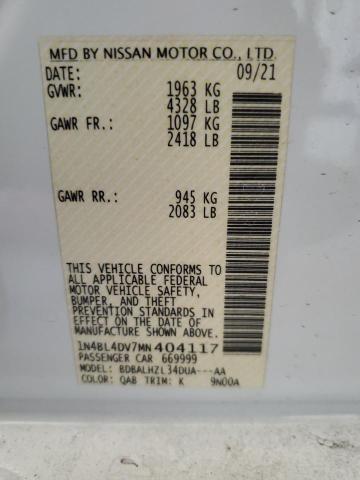 MFD BY NISSAN MOTOR CO., LTD.
DATE: 09/21
GVWR: 1963 KG
4328 LB
GAWR FR.: 1097 KG
2418 LB
GAWR RR.: 945 KG
2083 LB
THIS VEHICLE CONFORMS TO
ALL APPLICABLE FEDERAL
MOTOR VEHICLE SAFETY,
BUMPER, AND THEFT
PREVENTION STANDARDS IN
EFFECT ON THE DATE OF
MANUFACTURE SHOWN ABOVE.
1N4BL4DV7MN404117
PASSENGER CAR 669999
MODEL: BDBALHZL34DUA---AA
COLOR: QAB TRIM: K 9N00A